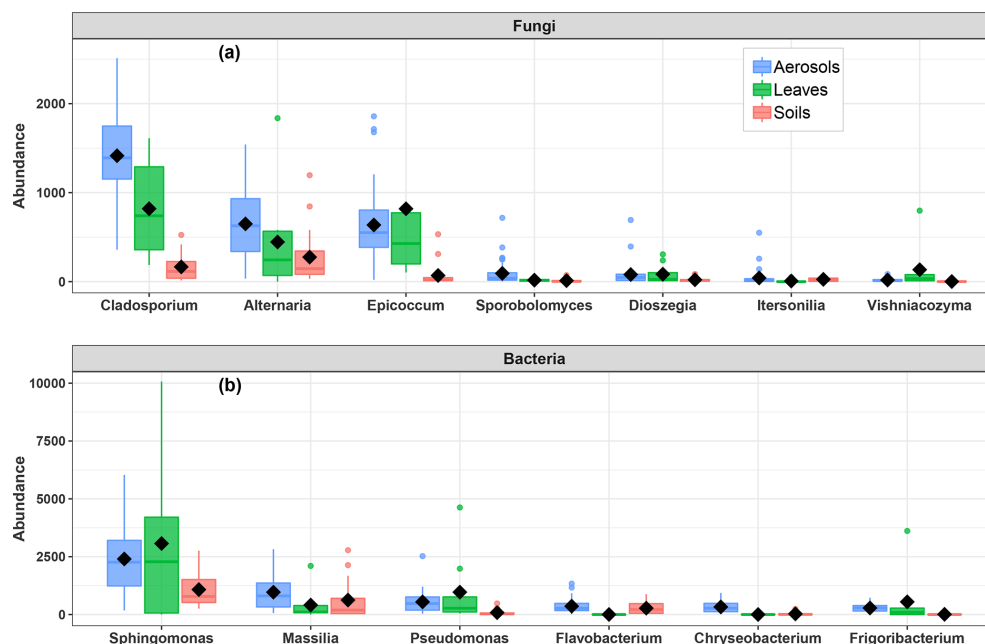 Fungi
(a)
Aerosols
Leaves
Soils
Abundance
2000
1000
0
Cladosporium Alternaria Epicoccum Sporobolomyces Dioszegia Itersonilia Vishniacozyma
Bacteria
(b)
Abundance
10000
7500
5000
2500
0
Sphingomonas Massilia Pseudomonas Flavobacterium Chryseobacterium Frigoribacterium